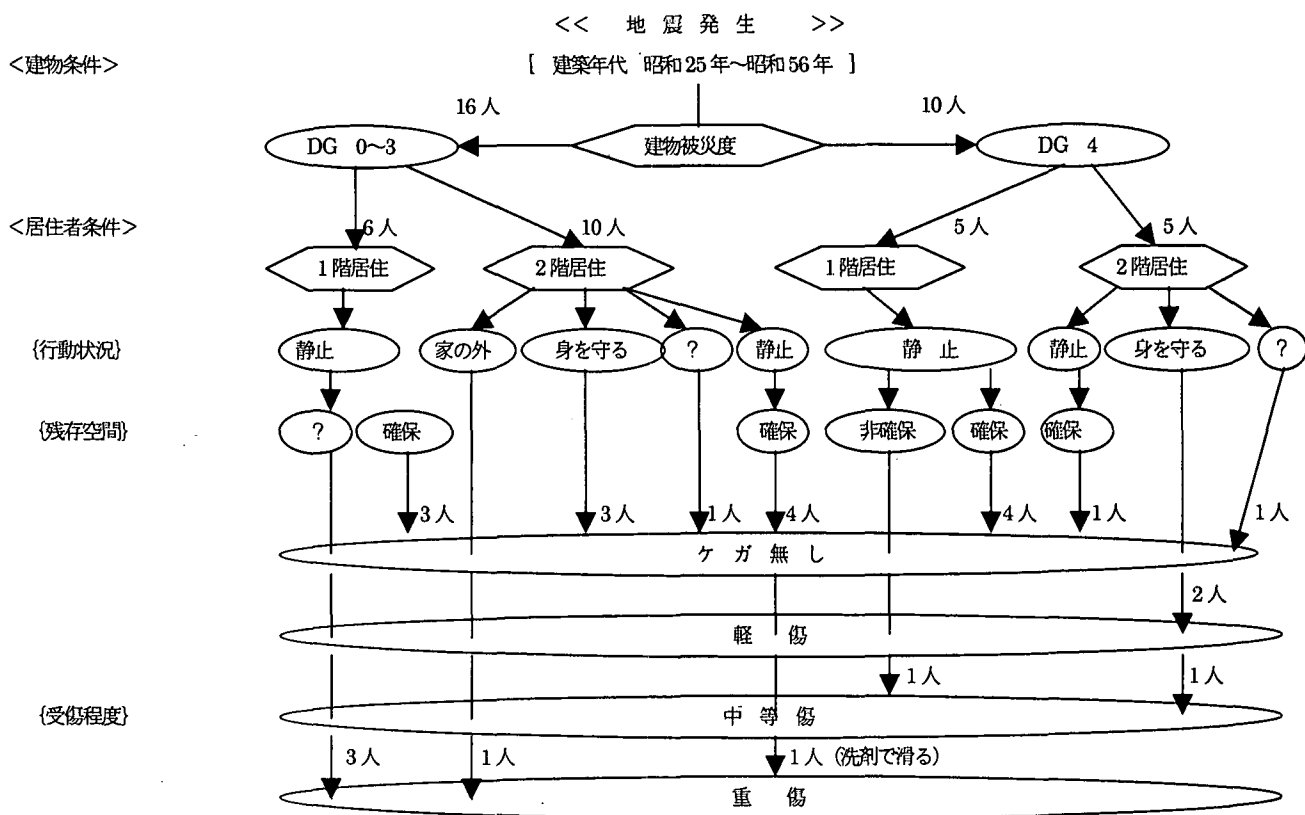 << 地 震 発 生 >>
<建物条件> [ 建築年代 昭和25年～昭和56年 ]
16人 10人
DG 0～3 建物被災度 DG 4
<居住者条件> 6人 10人 5人 5人
1階居住 2階居住 1階居住 2階居住
{行動状況} 静止 家の外 身を守る ? 静止 静 止 静止 身を守る ?
{残存空間} ? 確保 確保 非確保 確保 確保
3人 3人 1人 4人 4人 1人 1人
ケ ガ 無 し
2人
軽 傷
1人 1人
{受傷程度} 中 等 傷
3人 1人 1人 (洗剤で滑る)
重 傷